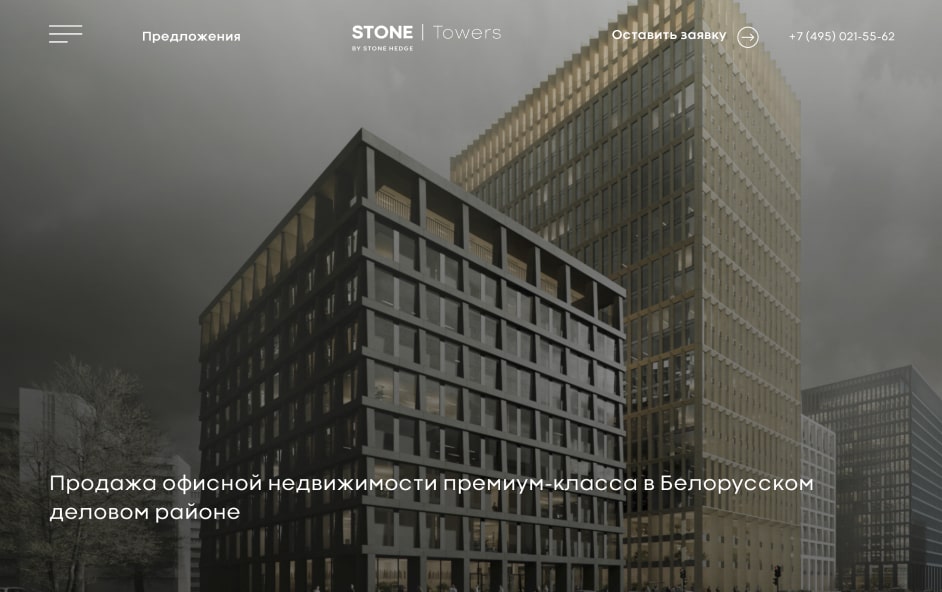 Предложения
STONE | Towers
BY STONE HEDGE
Оставить заявку
+7 (495) 021-55-62
Продажа офисной недвижимости премиум-класса в Белорусском
деловом районе